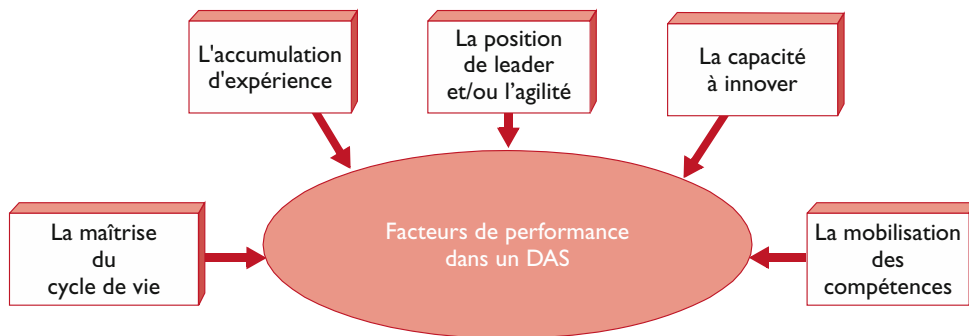 L'accumulation
d'expérience
La position
de leader
et/ou l’agilité
La capacité
à innover
La maîtrise
du
cycle de vie
Facteurs de performance
dans un DAS
La mobilisation
des
compétences